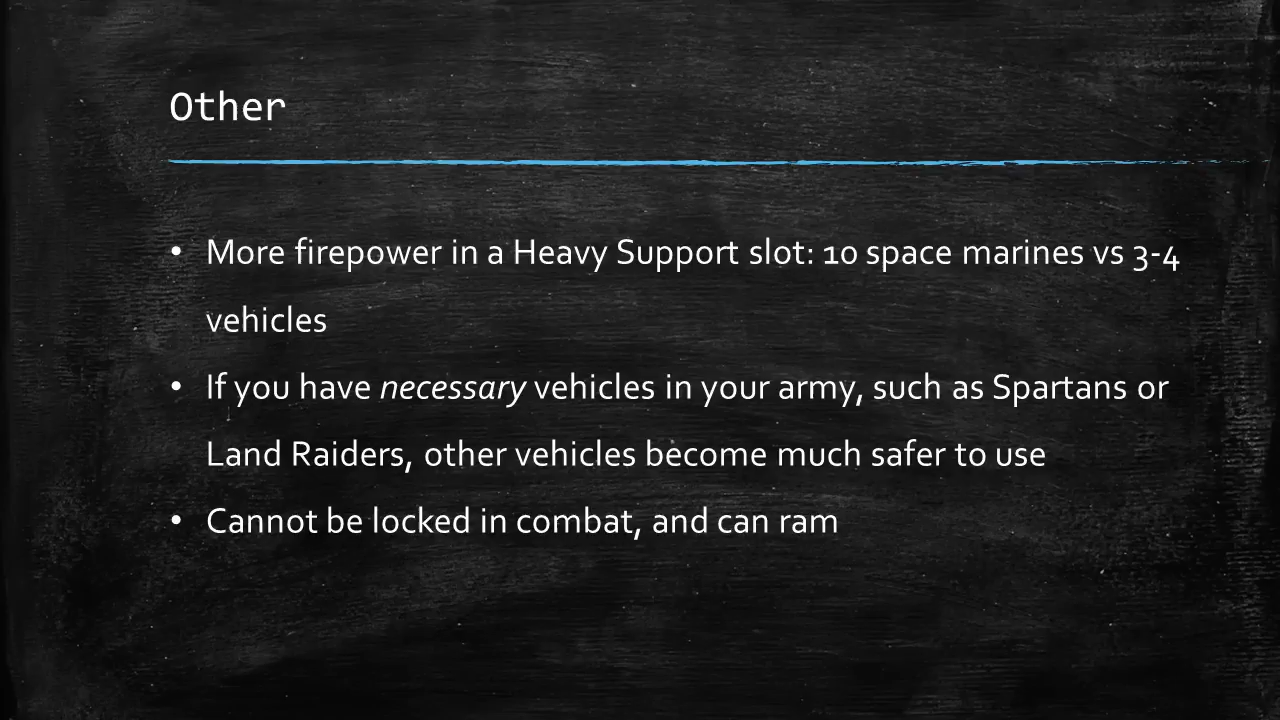 Other
• More firepower in a Heavy Support slot: 10 space marines vs 3-4
vehicles
• If you have necessary vehicles in your army, such as Spartans or
Land Raiders, other vehicles become much safer to use
• Cannot be locked in combat, and can ram